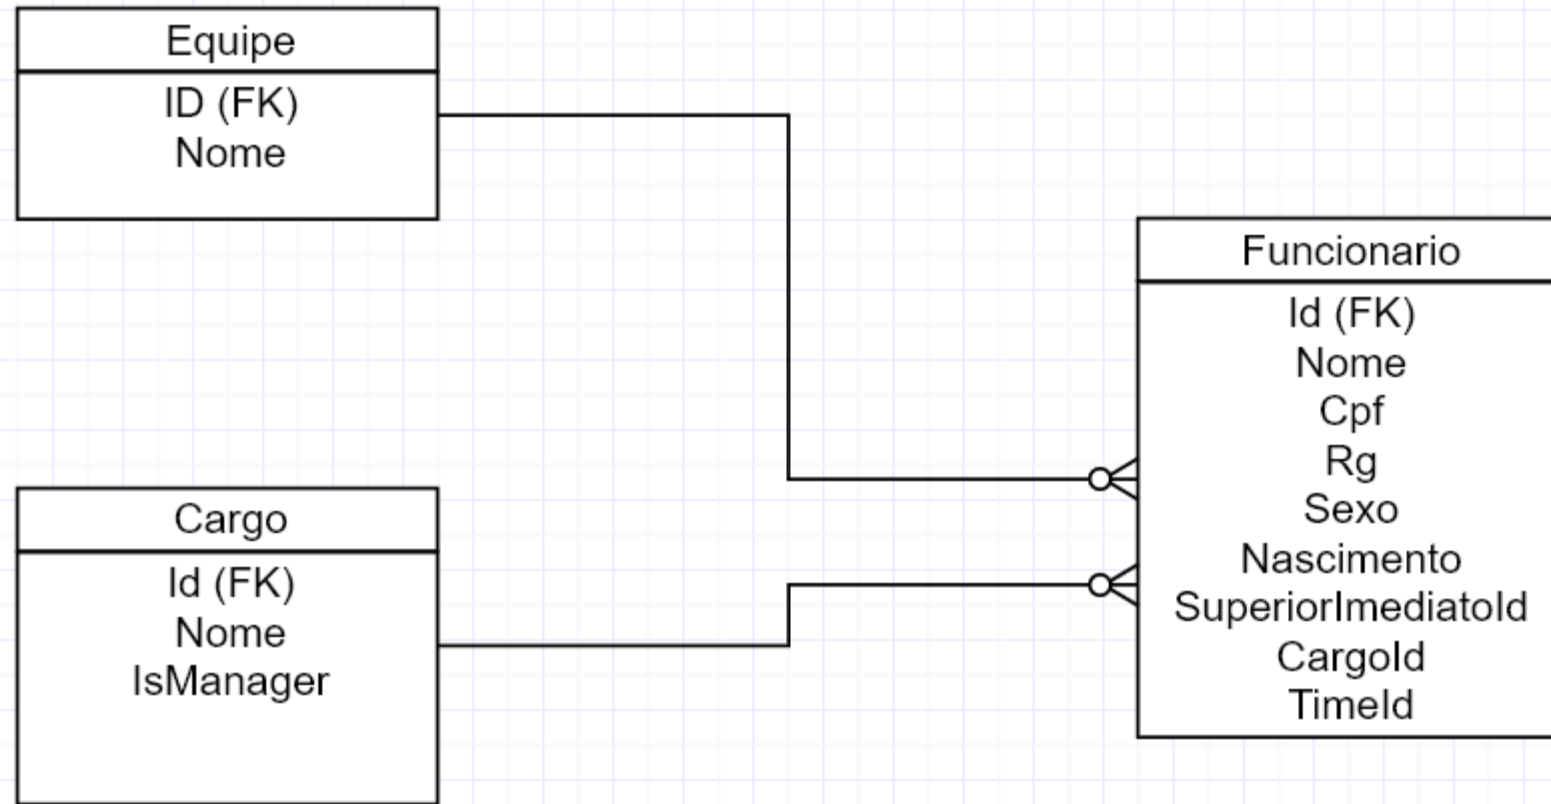 Equipe
ID (FK)
Nome
Cargo
Id (FK)
Nome
IsManager
Funcionario
Id (FK)
Nome
Cpf
Rg
Sexo
Nascimento
SuperiorImediatoId
CargoId
TimeId